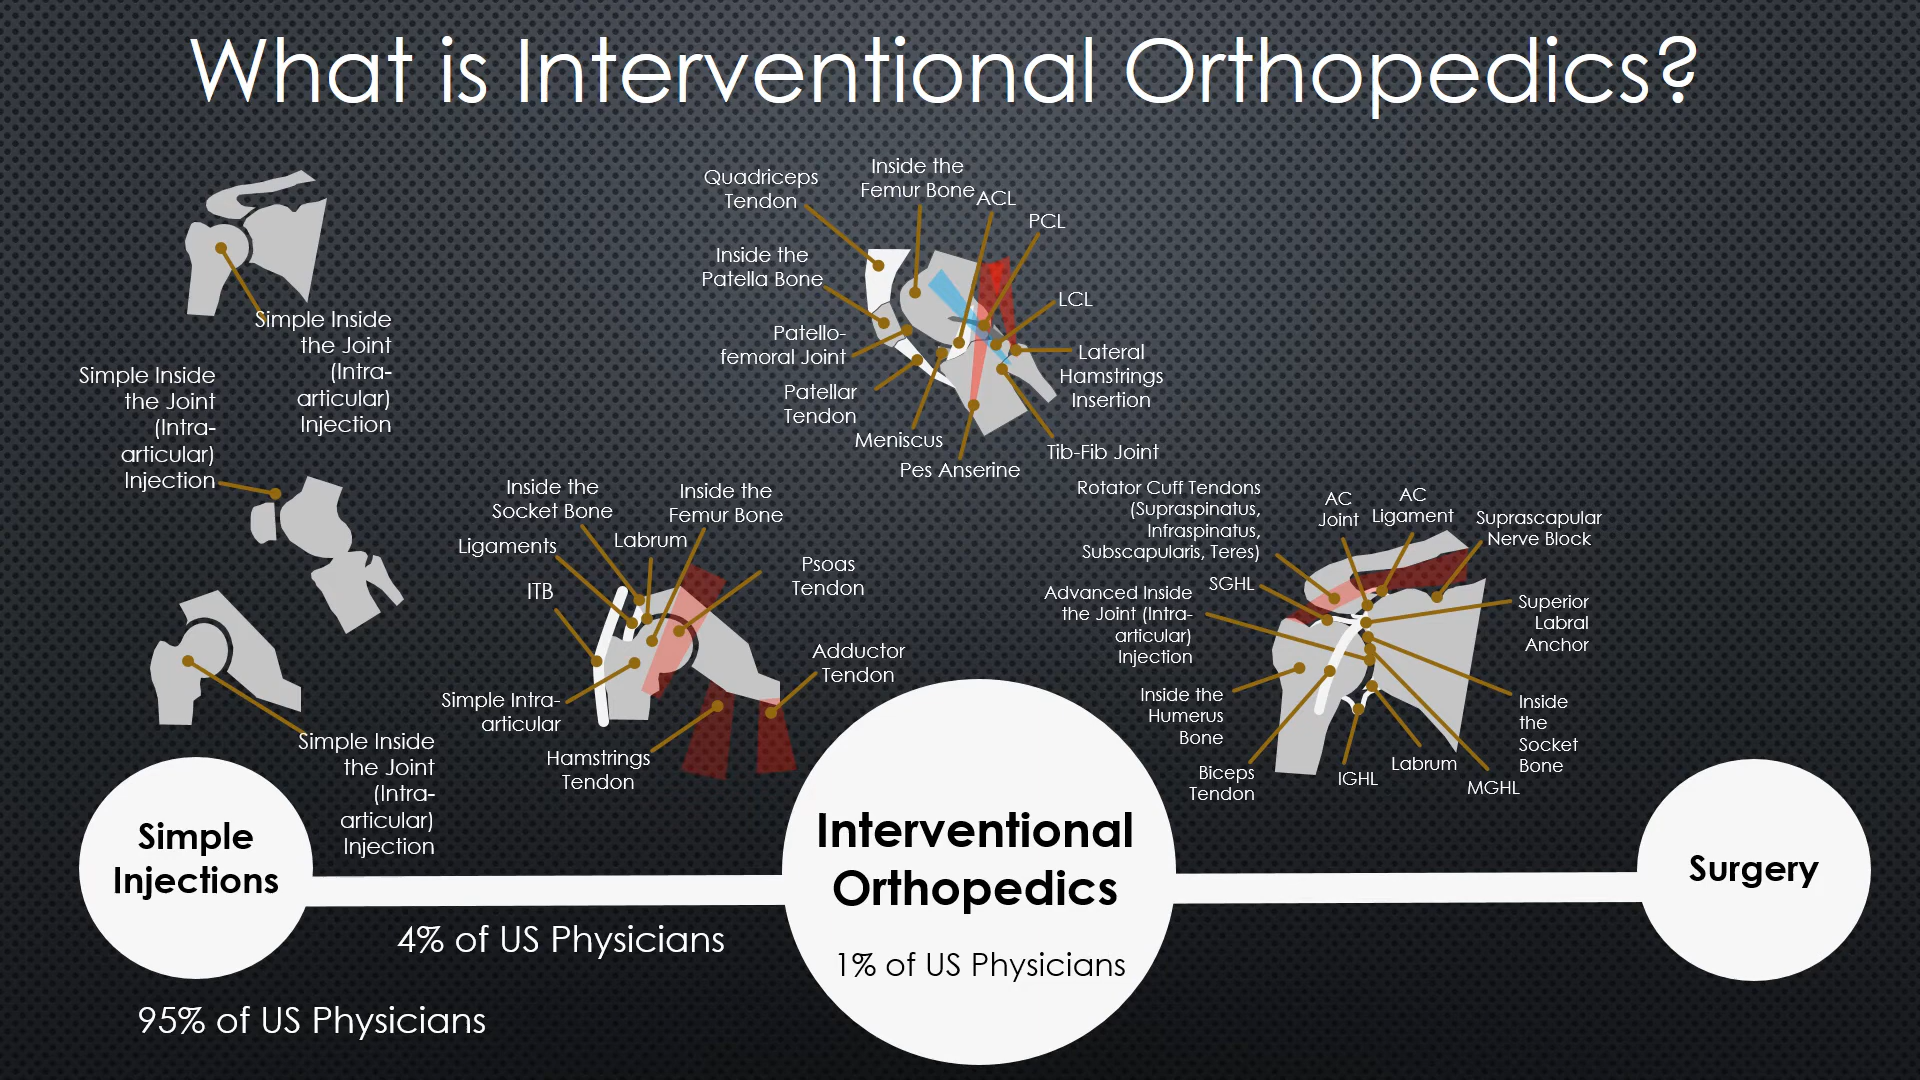 What is Interventional Orthopedics?
Simple Inside
the Joint
(Intra-
articular)
Injection
Simple Inside
the Joint
(Intra-
articular)
Injection
Simple Inside
the Joint
(Intra-
articular)
Injection
Quadriceps
Tendon
Inside the
Femur Bone
ACL
PCL
Inside the
Patella Bone
LCL
Patello-
femoral Joint
Lateral
Hamstrings
Insertion
Patellar
Tendon
Meniscus
Pes Anserine
Tib-Fib Joint
Inside the
Socket Bone
Inside the
Femur Bone
Ligaments
Labrum
ITB
Psoas
Tendon
Adductor
Tendon
Simple Intra-
articular
Hamstrings
Tendon
Rotator Cuff Tendons
(Supraspinatus,
Infraspinatus,
Subscapularis, Teres)
AC
Joint
AC
Ligament
Suprascapular
Nerve Block
SGHL
Advanced Inside
the Joint (Intra-
articular)
Injection
Superior
Labral
Anchor
Inside the
Humerus
Bone
Inside
the
Socket
Bone
Biceps
Tendon
IGHL
Labrum
MGHL
Simple
Injections
Interventional
Orthopedics
1% of US Physicians
Surgery
4% of US Physicians
95% of US Physicians